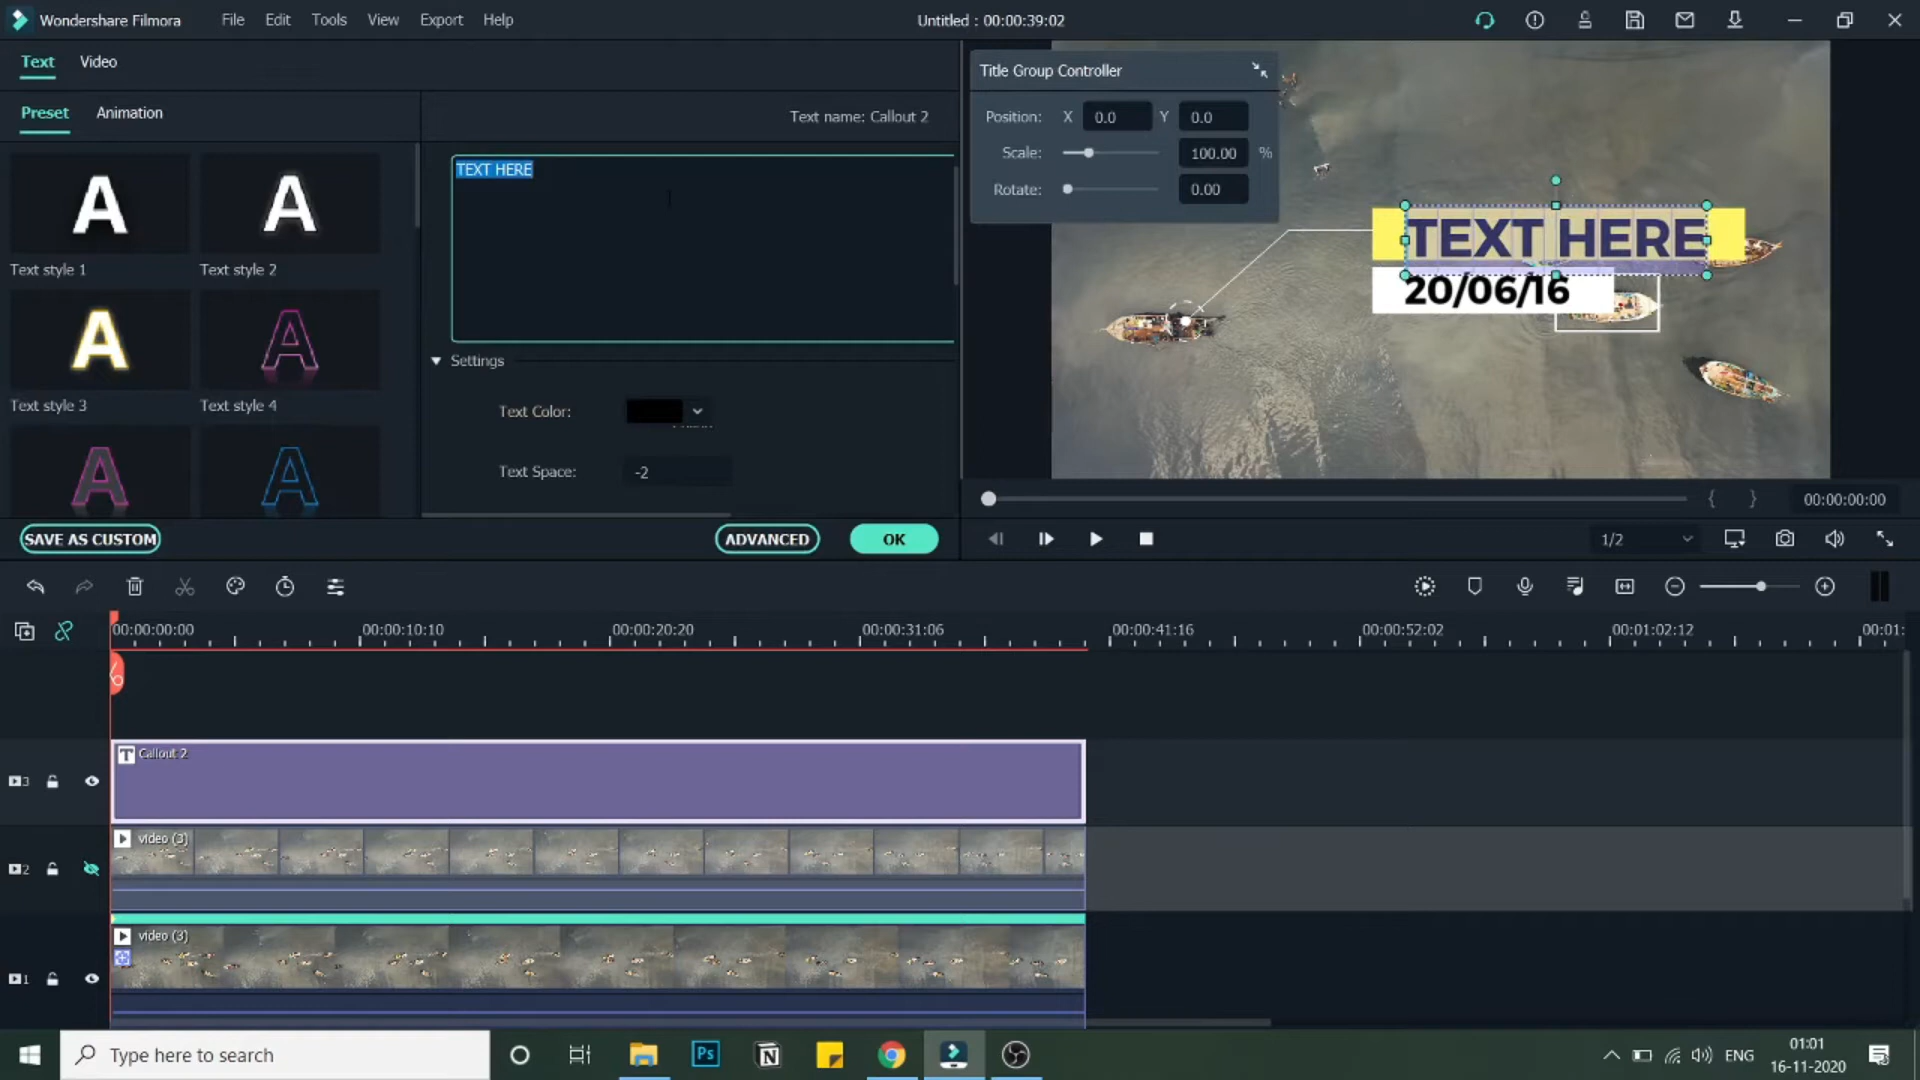 Wondershare Filmora File Edit Tools View Export Help Untitled : 00:00:39:02
Text Video
Preset Animation Text name: Callout 2
Text style 1
Text style 2
Text style 3
Text style 4
TEXT HERE
Settings
Text Color:
Text Space: -2
SAVE AS CUSTOM ADVANCED OK
Title Group Controller
Position: X 0.0 Y 0.0
Scale: 100.00 %
Rotate: 0.00
TEXT HERE
20/06/16
{ } 00:00:00:00
1/2
00:00:00:00 00:00:10:10 00:00:20:20 00:00:31:06 00:00:41:16 00:00:52:02 00:01:02:12 00:01:
3 T Callout 2
2 video (3)
1 video (3)
Type here to search
Ps
ENG
01:01
16-11-2020